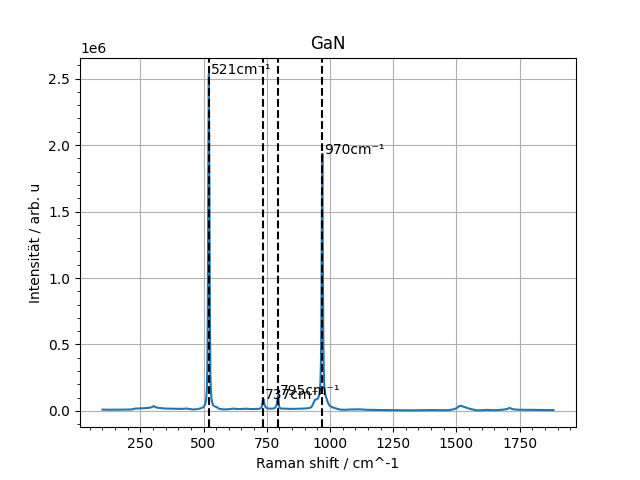 GaN
1e6
2.5
2.0
1.5
1.0
0.5
0.0
521cm⁻¹
970cm⁻¹
795cm⁻¹
737cm⁻¹
250
500
750
1000
1250
1500
1750
Raman shift / cm^-1
Intensität / arb. u